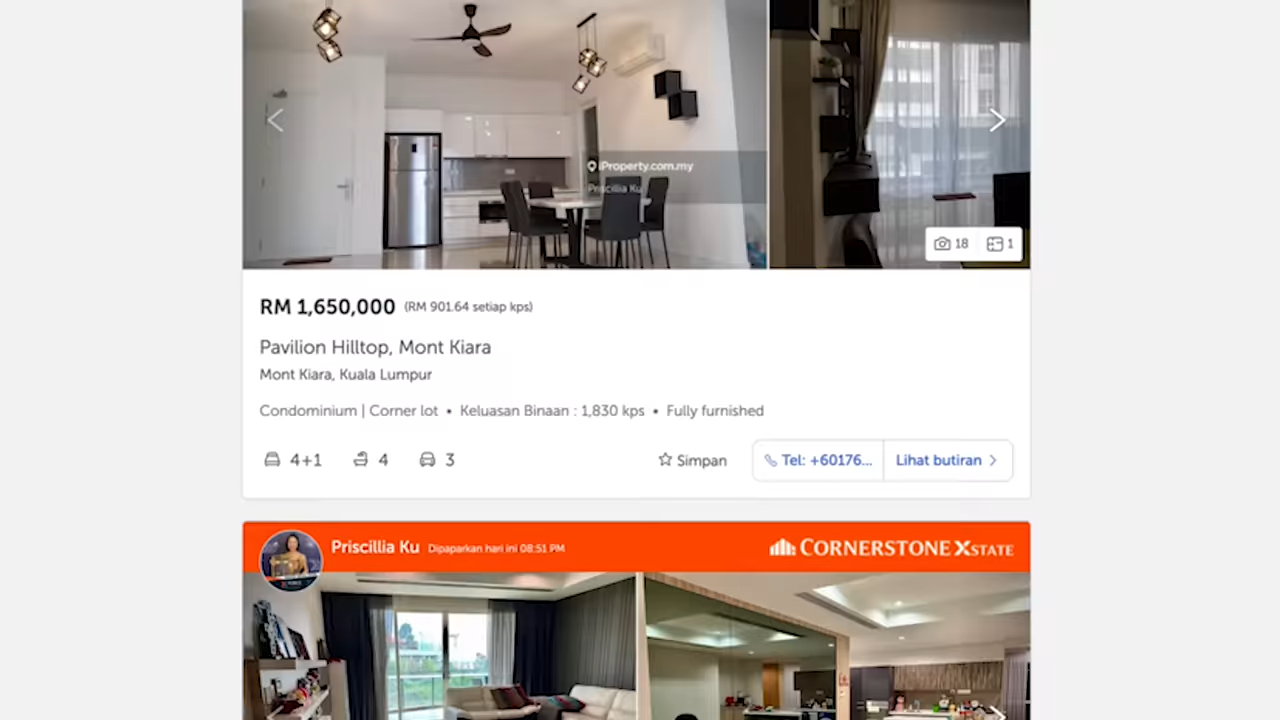 iProperty.com.my
Priscillia Ku
18
1
RM 1,650,000 (RM 901.64 setiap kps)
Pavilion Hilltop, Mont Kiara
Mont Kiara, Kuala Lumpur
Condominium | Corner lot • Keluasan Binaan : 1,830 kps • Fully furnished
4+1 4 3 Simpan Tel: +60176... Lihat butiran
Priscillia Ku Dipaparkan hari ini 08:51 PM CORNERSTONE XSTATE